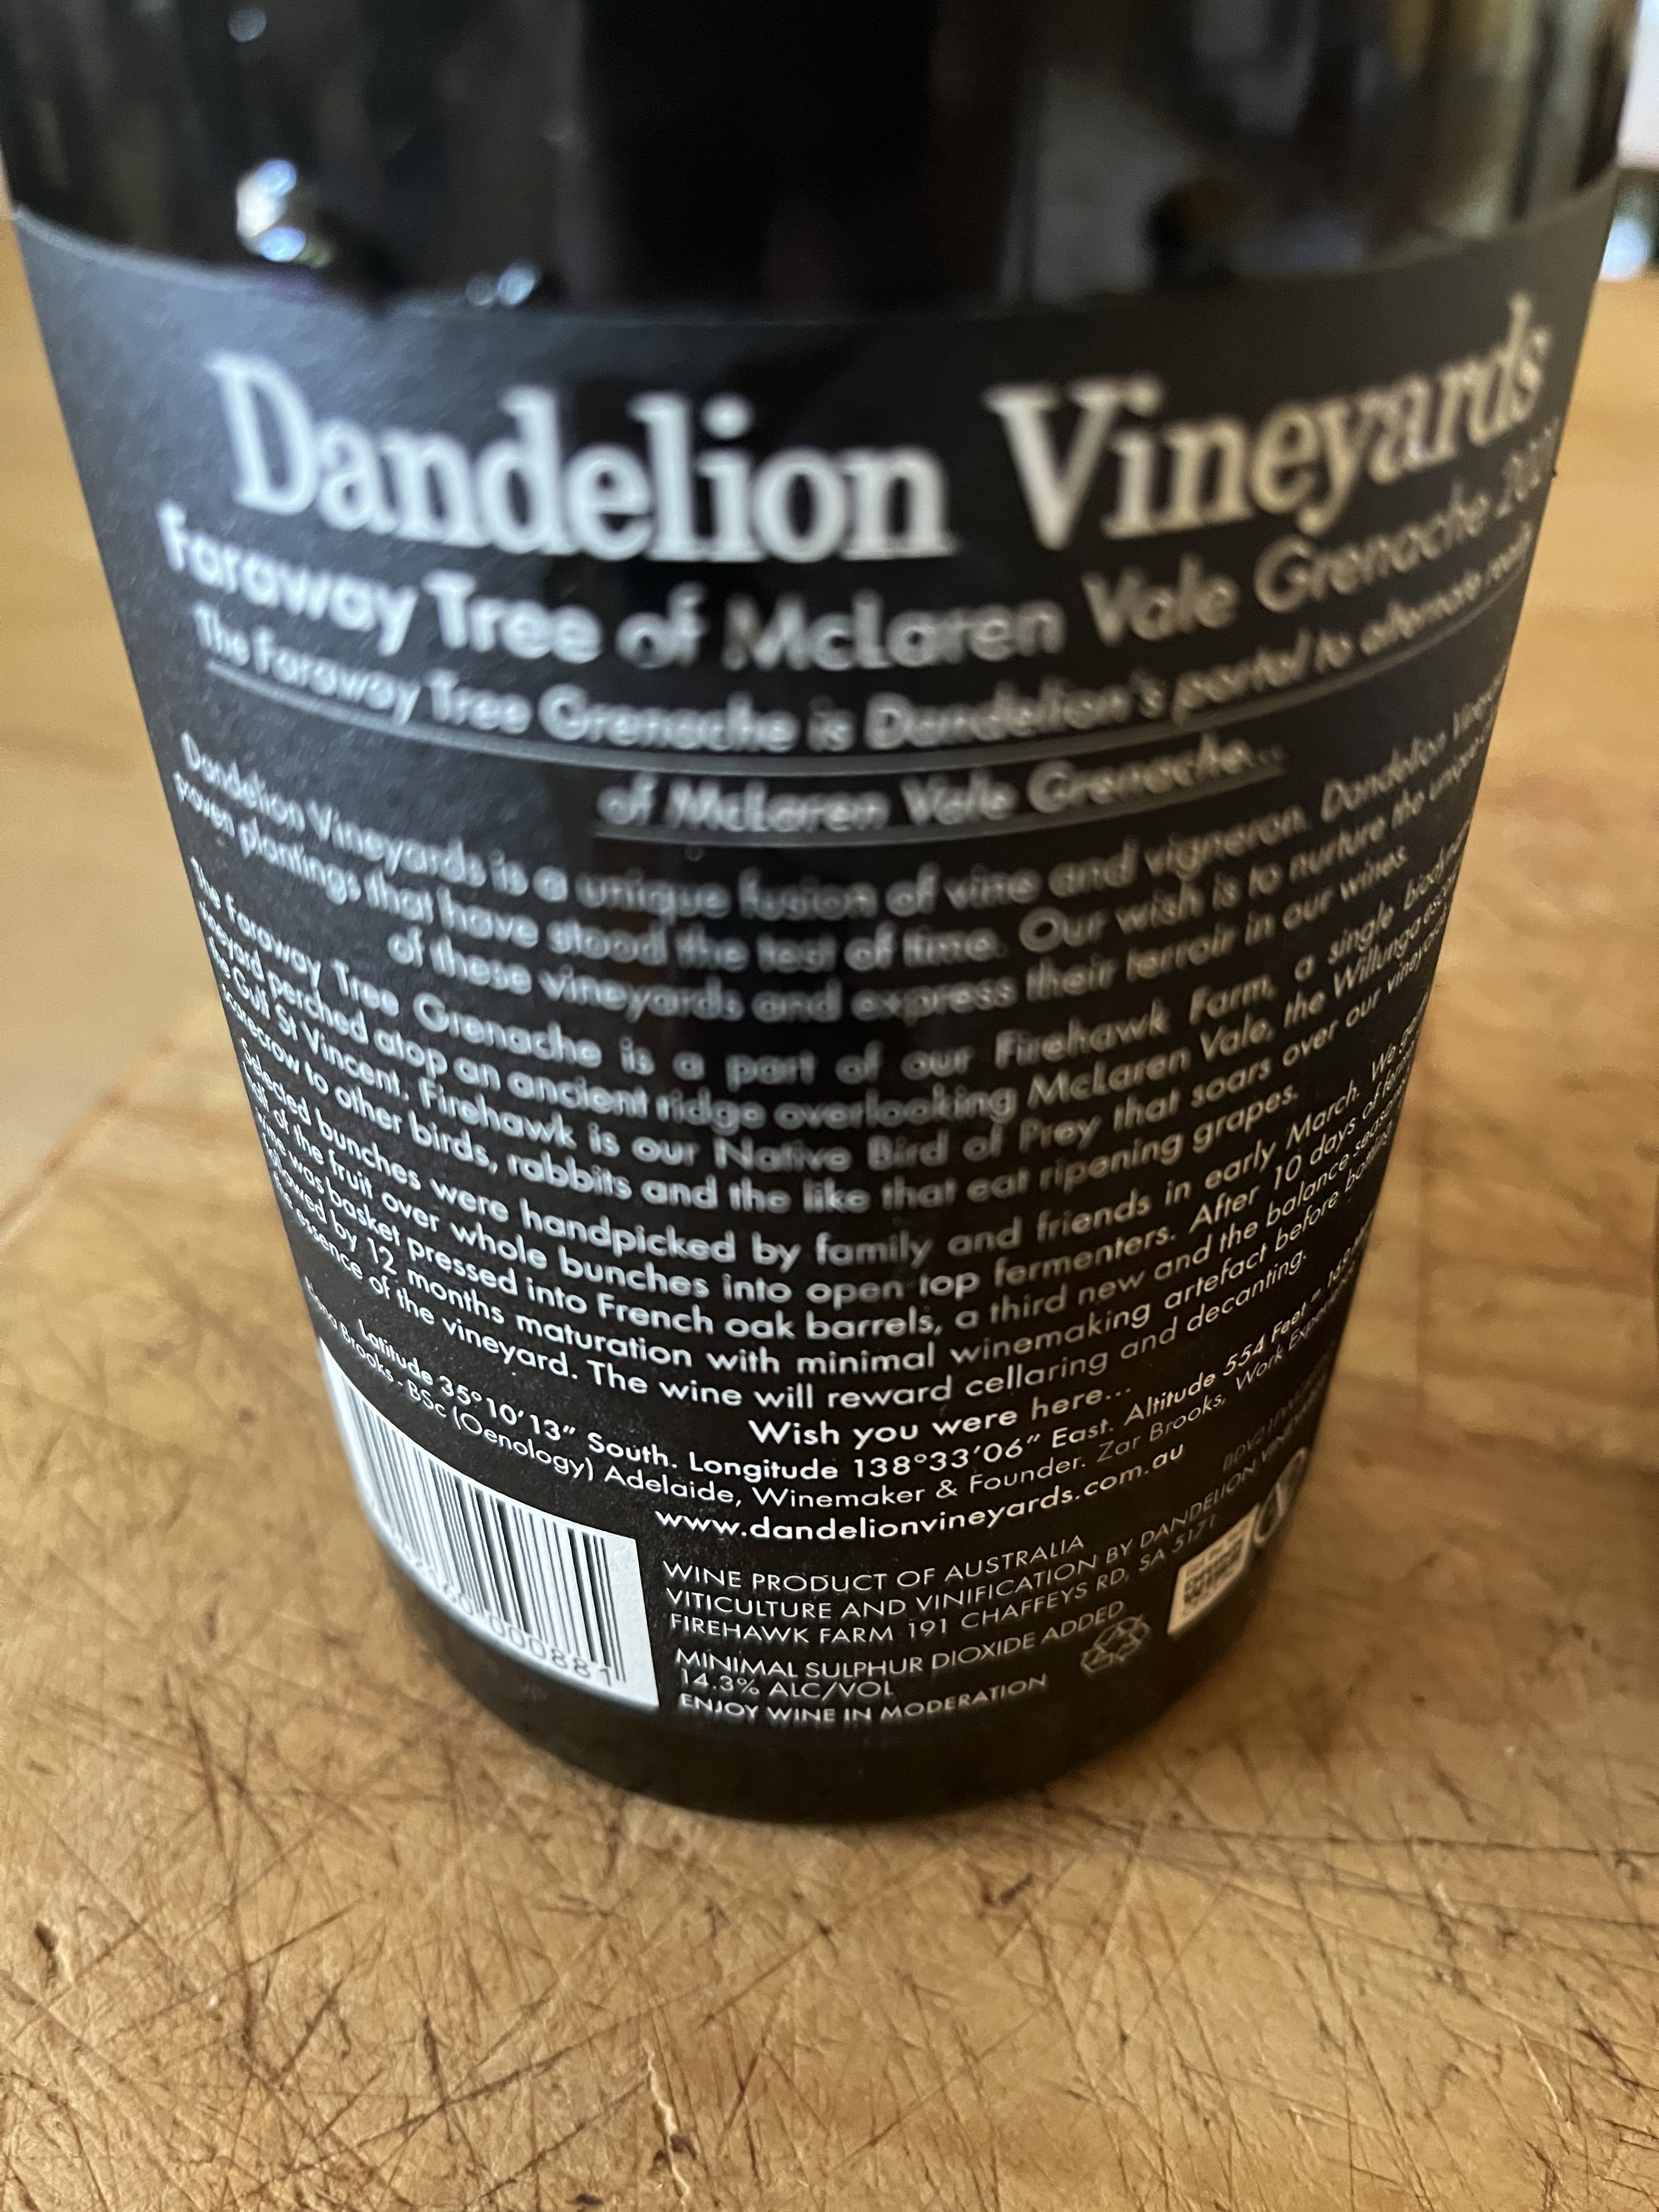 Dandelion Vineyards
Faraway Tree of McLaren Vale Grenache
The Faraway Tree Grenache is Dandelion's portal to alternate
of McLaren Vale Grenache...
Dandelion Vineyards is a unique fusion of vine and vigneron. Dandelion
plantings that have stood the test of time. Our wish is to nurture the unique
of these vineyards and express their terroir in our wines.
The Faraway Tree Grenache is a part of our Firehawk Farm, a single
perched atop an ancient ridge overlooking McLaren Vale, the Willunga
Gulf St Vincent. Firehawk is our Native Bird of Prey that soars over our
to other birds, rabbits and the like that eat ripening grapes.
Selected bunches were handpicked by family and friends in early March. We
of the fruit over whole bunches into open top fermenters. After 10 days of
was basket pressed into French oak barrels, a third new and the balance
by 12 months maturation with minimal winemaking artefact before
essence of the vineyard. The wine will reward cellaring and decanting.
Wish you were here...
Latitude 35°10'13" South. Longitude 138°33'06" East. Altitude 554 Feet
Brooks - BSc (Oenology) Adelaide, Winemaker & Founder. Zar Brooks, Work
www.dandelionvineyards.com.au
WINE PRODUCT OF AUSTRALIA
VITICULTURE AND VINIFICATION BY DANDELION
FIREHAWK FARM 191 CHAFFEYS RD, SA 5171
MINIMAL SULPHUR DIOXIDE ADDED
14.3% ALC/VOL
ENJOY WINE IN MODERATION
000881